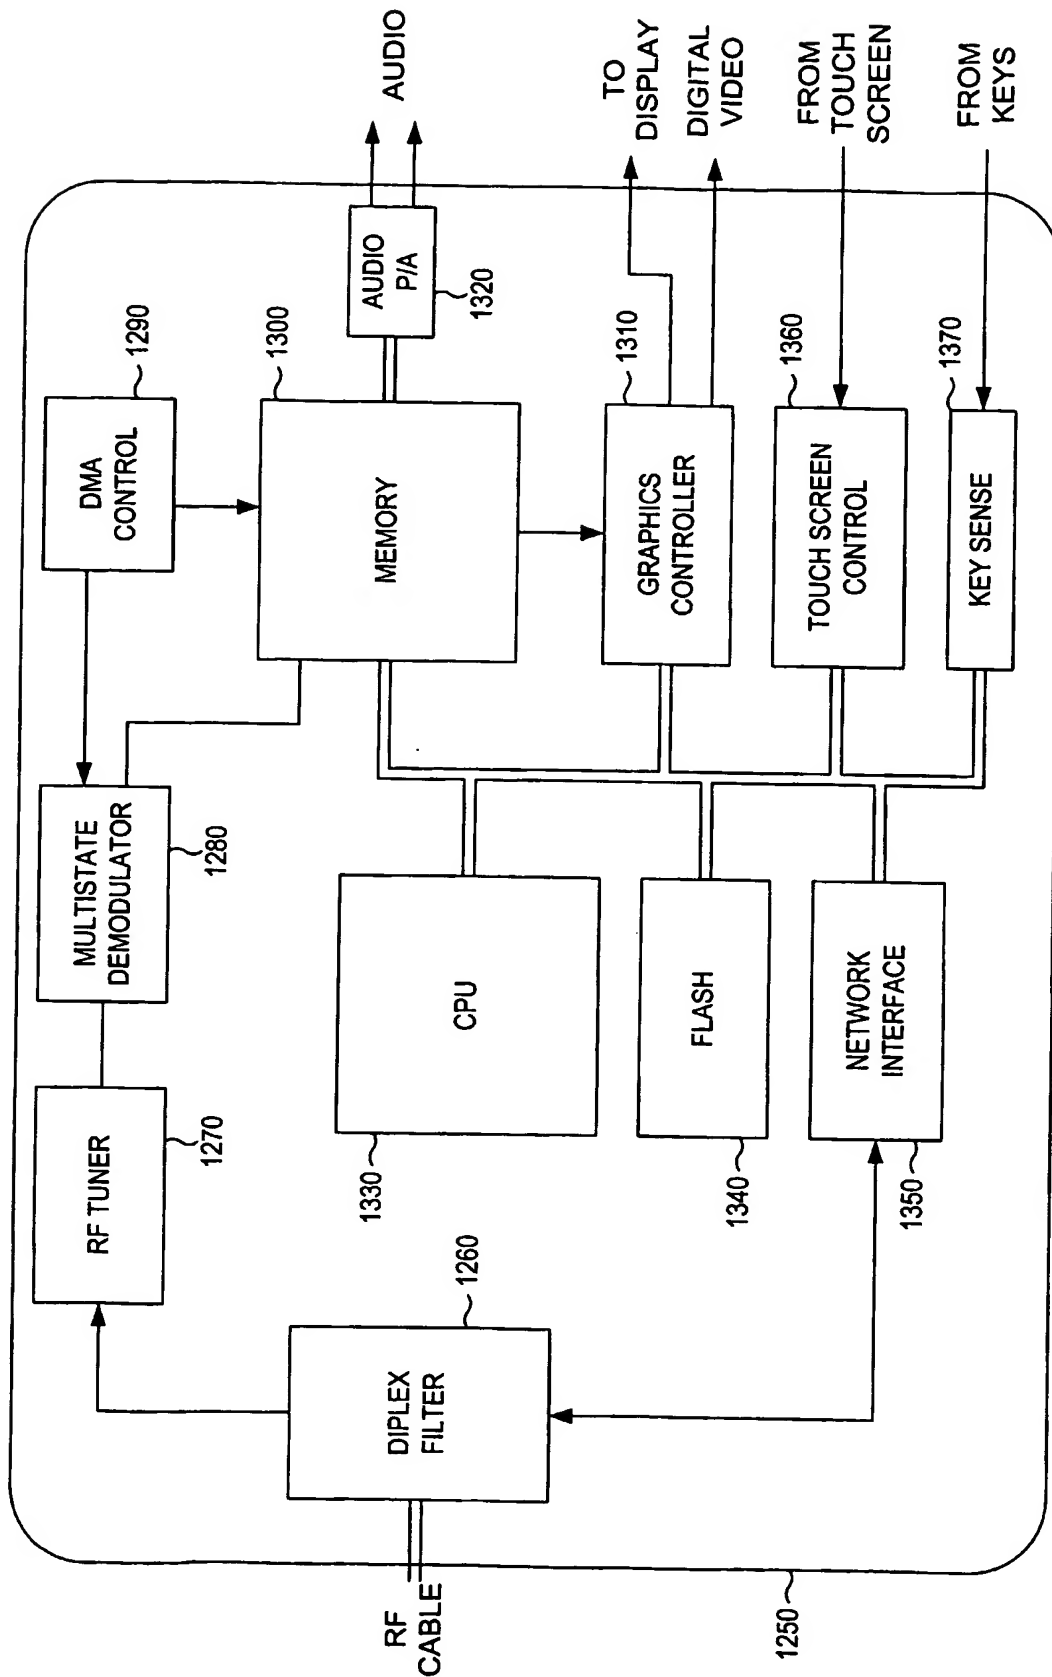 RF
CABLE
1250
DIPLEX
FILTER
1260
RF TUNER
1270
MULTISTATE
DEMODULATOR
1280
DMA
CONTROL
1290
MEMORY
1300
AUDIO
P/A
1320
AUDIO
CPU
1330
FLASH
1340
NETWORK
INTERFACE
1350
GRAPHICS
CONTROLLER
1310
TO
DISPLAY
DIGITAL
VIDEO
TOUCH SCREEN
CONTROL
1360
FROM
TOUCH
SCREEN
KEY SENSE
1370
FROM
KEYS